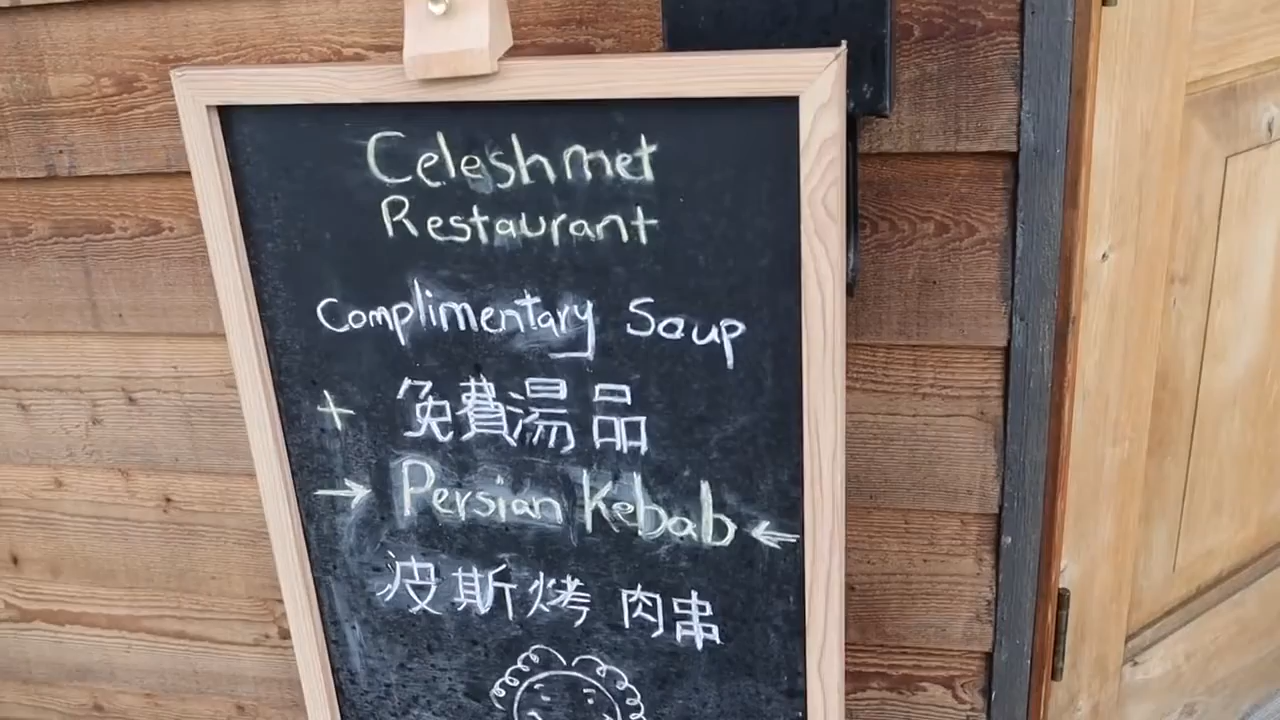 Celeshmet
Restaurant
Complimentary Soup
+ 免費湯品
→ Persian Kebab ←
波斯烤肉串